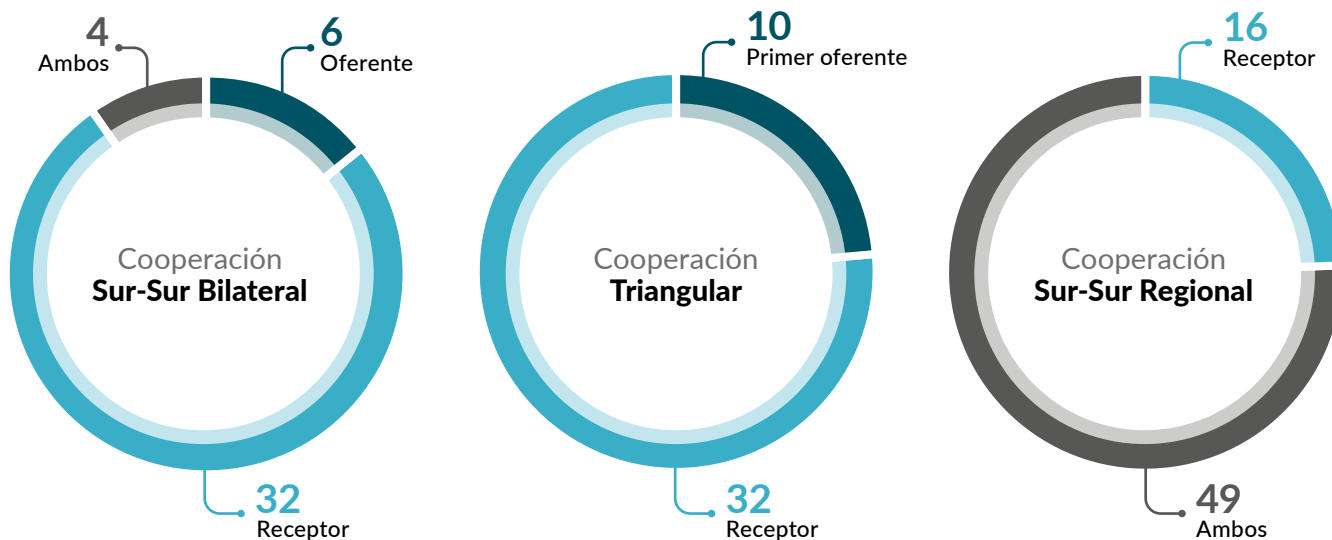 4
Ambos
6
Oferente
Cooperación
Sur-Sur Bilateral
32
Receptor
10
Primer oferente
Cooperación
Triangular
32
Receptor
16
Receptor
Cooperación
Sur-Sur Regional
49
Ambos